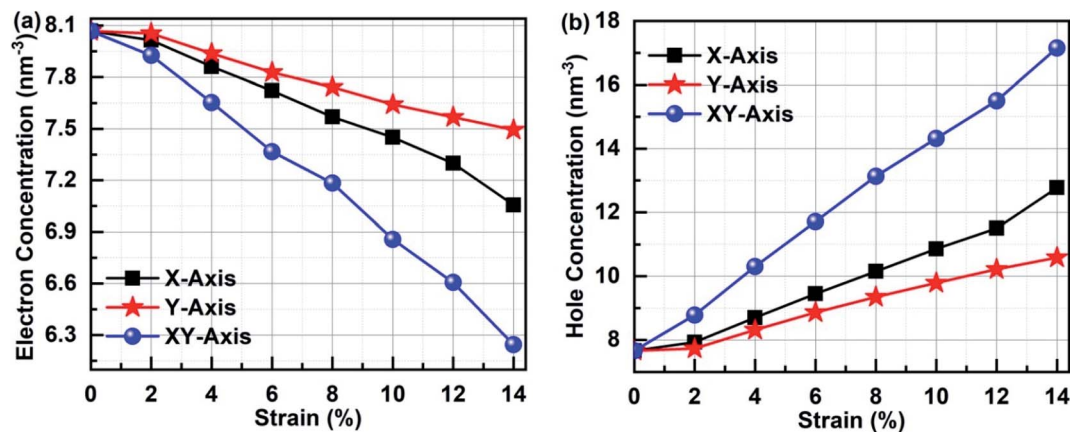 (a)
8.1
7.8
7.5
7.2
6.9
6.6
6.3
Electron Concentration (nm⁻³)
X-Axis
Y-Axis
XY-Axis
0 2 4 6 8 10 12 14
Strain (%)
(b)
18
16
14
12
10
8
Hole Concentration (nm⁻³)
X-Axis
Y-Axis
XY-Axis
0 2 4 6 8 10 12 14
Strain (%)